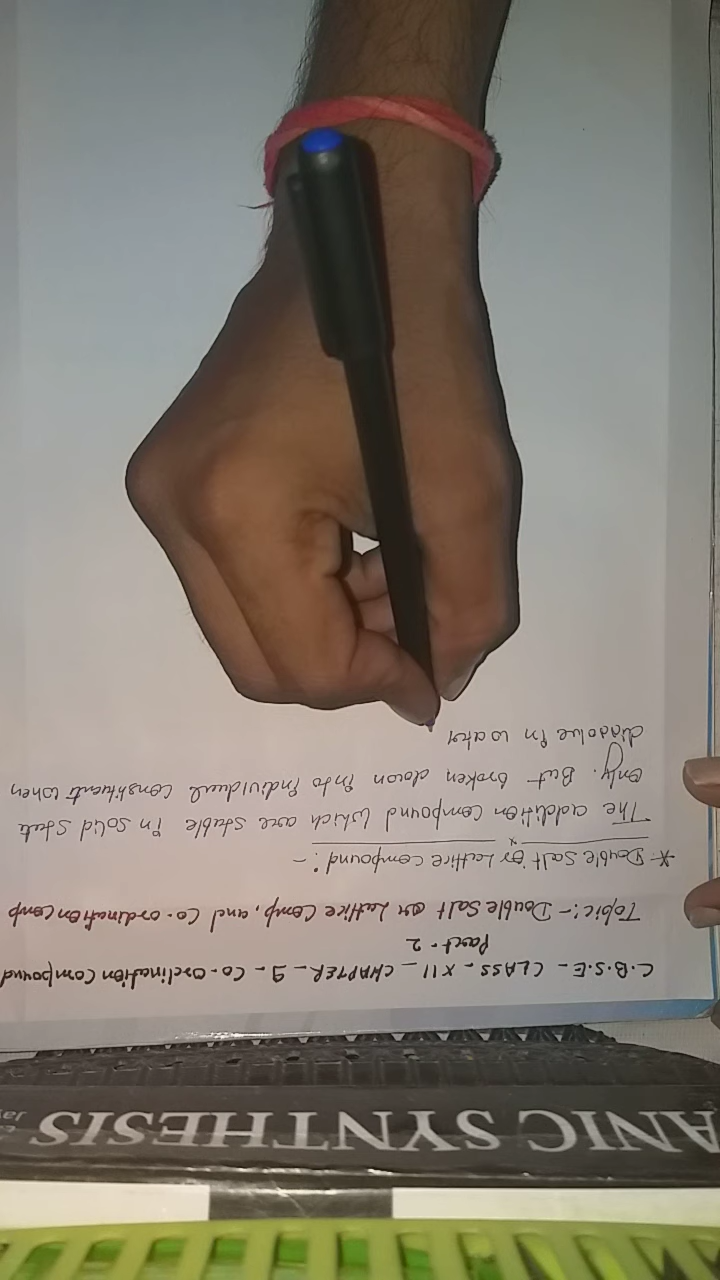 ANIC SYNTHESIS
C.B.S.E - CLASS - XII - CHAPTER - 9 - Co-ordination Compound
Part-2
Topic:- Double Salt or Lattice Comp, and Co-ordination Comp
* Double Salt or Lattice Compound:-
The addition Compound Which are stable in Solid State
only. But broken down into Individual Constituent when
dissolve in water